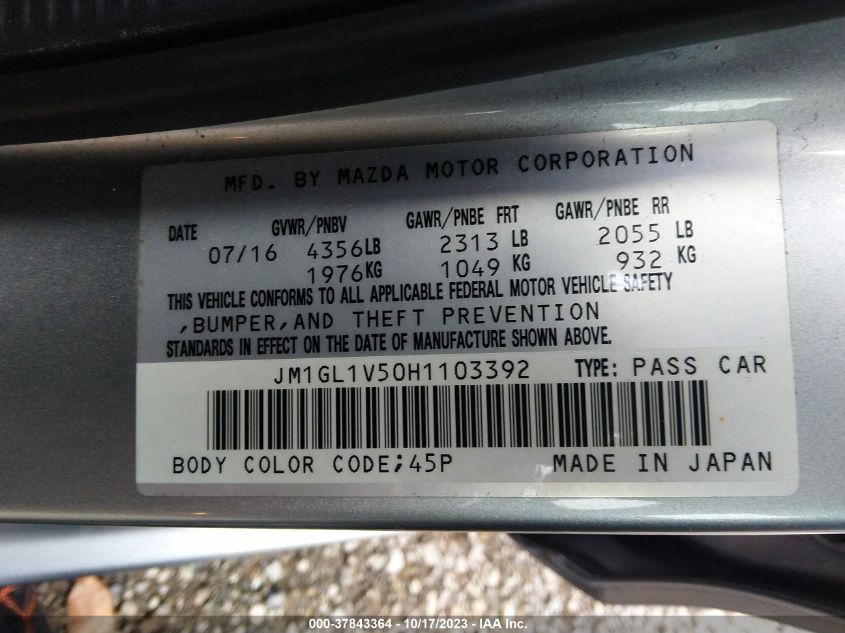 MFD. BY MAZDA MOTOR CORPORATION
DATE GVWR/PNBV GAWR/PNBE FRT GAWR/PNBE RR
07/16 4356LB 2313 LB 2055 LB
1976KG 1049 KG 932 KG
THIS VEHICLE CONFORMS TO ALL APPLICABLE FEDERAL MOTOR VEHICLE SAFETY
,BUMPER,AND THEFT PREVENTION
STANDARDS IN EFFECT ON THE DATE OF MANUFACTURE SHOWN ABOVE.
JM1GL1V50H1103392 TYPE: PASS CAR
BODY COLOR CODE;45P MADE IN JAPAN
000-37843364 - 10/17/2023 - IAA Inc.